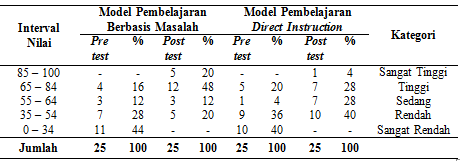 Interval Nilai | Model Pembelajaran Berbasis Masalah | Model Pembelajaran Direct Instruction | Kategori
Pre test | % | Post test | % | Pre test | % | Post test | %
85 – 100 | - | - | 5 | 20 | - | - | 1 | 4 | Sangat Tinggi
65 – 84 | 4 | 16 | 12 | 48 | 5 | 20 | 7 | 28 | Tinggi
55 – 64 | 3 | 12 | 3 | 12 | 1 | 4 | 7 | 28 | Sedang
35 – 54 | 7 | 28 | 5 | 20 | 9 | 36 | 10 | 40 | Rendah
0 – 34 | 11 | 44 | - | - | 10 | 40 | - | - | Sangat Rendah
Jumlah | 25 | 100 | 25 | 100 | 25 | 100 | 25 | 100